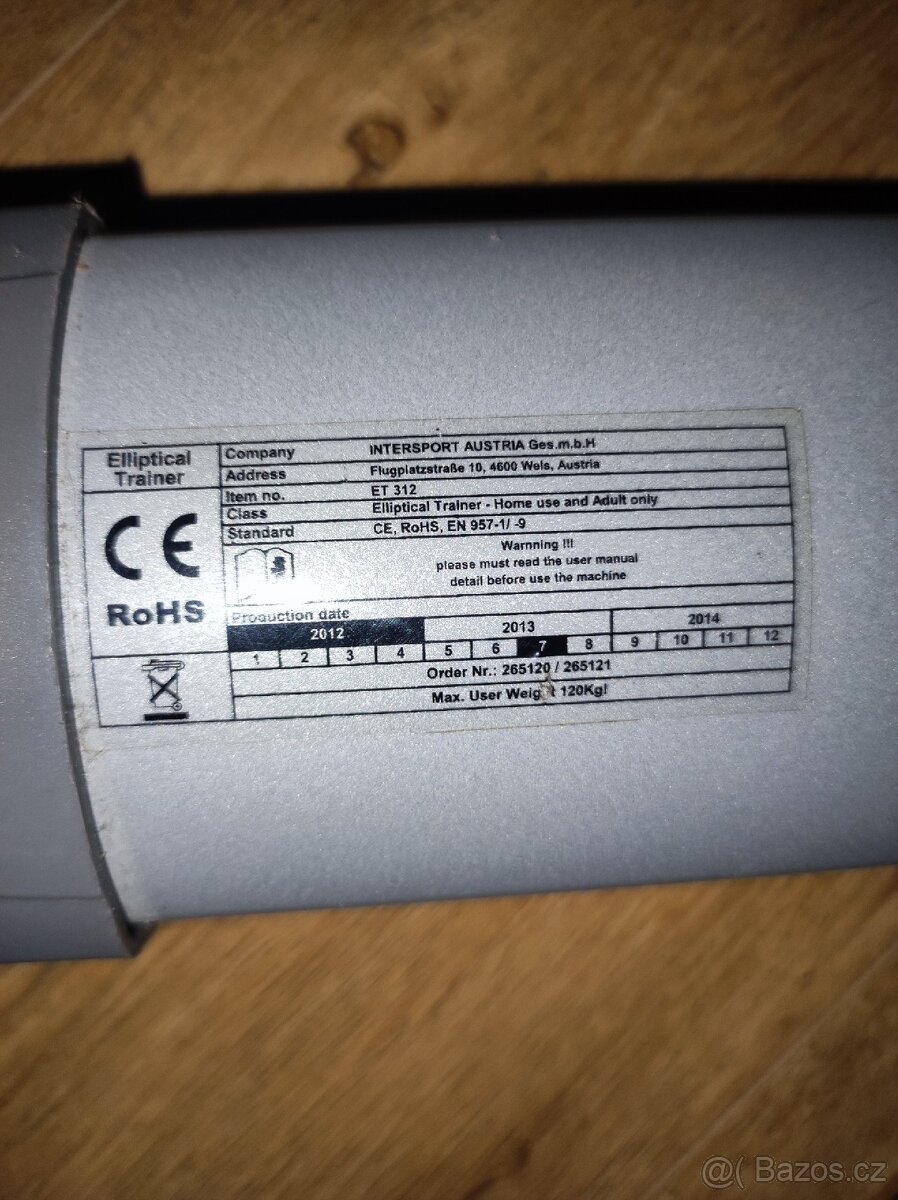 Elliptical
Trainer
CE
RoHS
Company INTERSPORT AUSTRIA Ges.m.b.H
Address Flugplatzstraße 10, 4600 Wels, Austria
Item no. ET 312
Class Elliptical Trainer - Home use and Adult only
Standard CE, RoHS, EN 957-1/ -9
Warnning !!!
please must read the user manual
detail before use the machine
Production date
2012 2013 2014
1 2 3 4 5 6 7 8 9 10 11 12
Order Nr.: 265120 / 265121
Max. User Weight 120Kg!
@( Bazos.cz